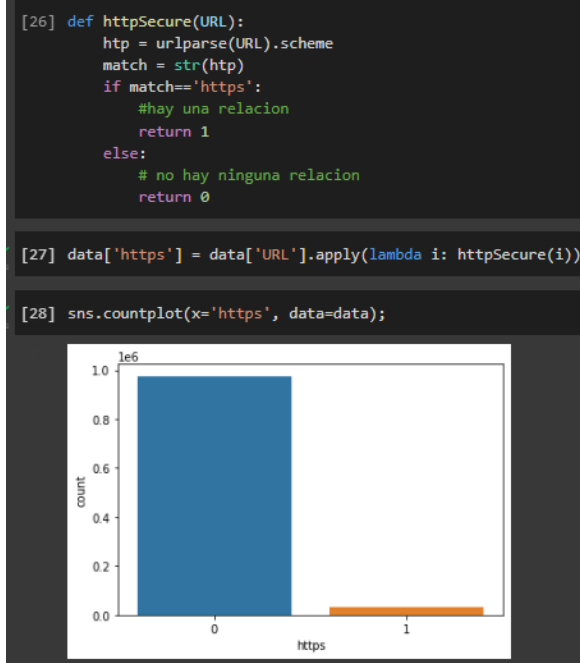 [26] def httpSecure(URL):
htp = urlparse(URL).scheme
match = str(htp)
if match=='https':
#hay una relacion
return 1
else:
# no hay ninguna relacion
return 0
[27] data['https'] = data['URL'].apply(lambda i: httpSecure(i))
[28] sns.countplot(x='https', data=data);
1e6
1.0
0.8
0.6
0.4
0.2
0.0
count
0 1
https